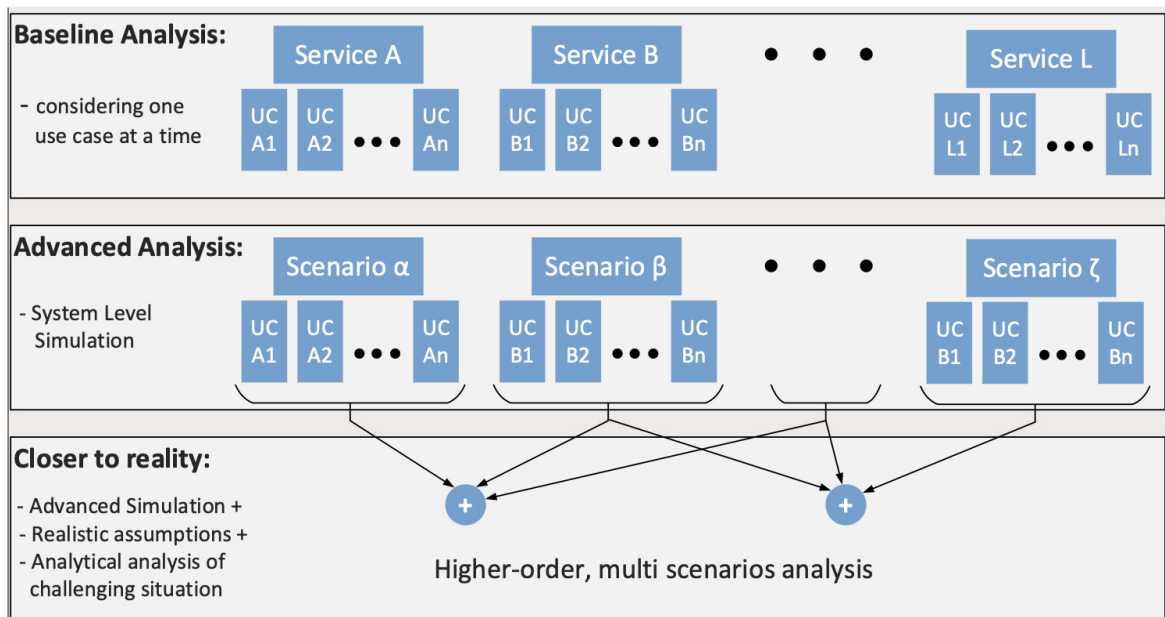 Baseline Analysis:
- considering one
use case at a time
Service A
UC
A1
UC
A2
•••
UC
An
Service B
UC
B1
UC
B2
•••
UC
Bn
• • •
Service L
UC
L1
UC
L2
•••
UC
Ln
Advanced Analysis:
- System Level
Simulation
Scenario α
UC
A1
UC
A2
•••
UC
An
Scenario β
UC
B1
UC
B2
•••
UC
Bn
• • •
Scenario ζ
UC
B1
UC
B2
•••
UC
Bn
Closer to reality:
- Advanced Simulation +
- Realistic assumptions +
- Analytical analysis of
challenging situation
+
+
Higher-order, multi scenarios analysis